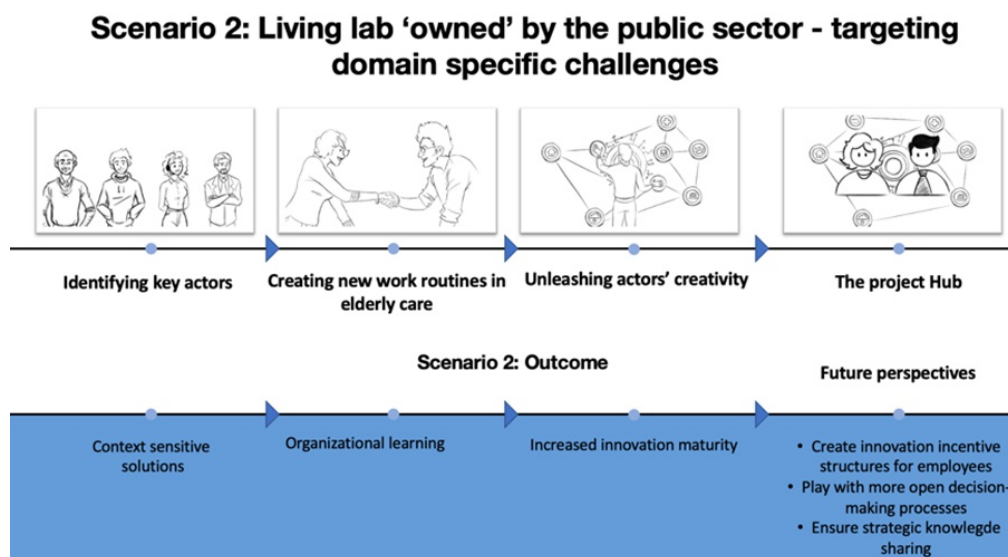 Scenario 2: Living lab ‘owned’ by the public sector - targeting
domain specific challenges
Identifying key actors
Creating new work routines in
elderly care
Unleashing actors’ creativity
The project Hub
Scenario 2: Outcome
Future perspectives
Context sensitive
solutions
Organizational learning
Increased innovation maturity
• Create innovation incentive
structures for employees
• Play with more open decision-
making processes
• Ensure strategic knowlegde
sharing